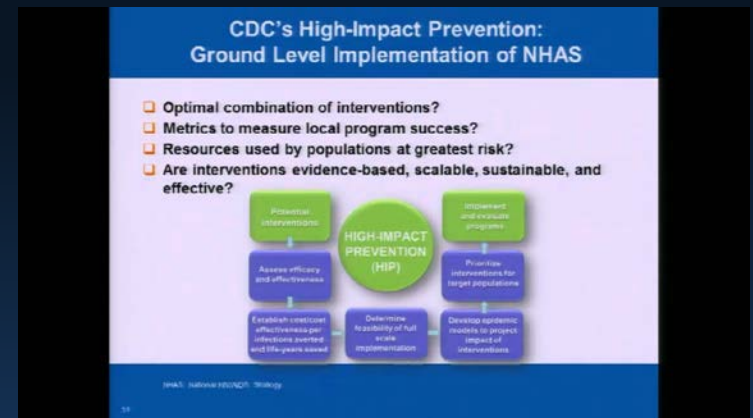 CDC's High-Impact Prevention:
Ground Level Implementation of NHAS
Optimal combination of interventions?
Metrics to measure local program success?
Resources used by populations at greatest risk?
Are interventions evidence-based, scalable, sustainable, and
effective?
Potential
interventions
HIGH-IMPACT
PREVENTION
(HIP)
Implement
and evaluate
programs
Assess efficacy
and effectiveness
Prioritize
interventions for
target populations
Establish cost/cost
effectiveness per
infections averted
and life-years saved
Determine
feasibility of full
scale
implementation
Develop epidemic
models to project
impact of
interventions
NHAS: National HIV/AIDS Strategy